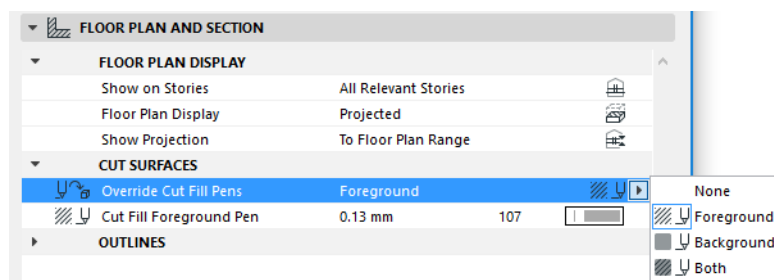 FLOOR PLAN AND SECTION
FLOOR PLAN DISPLAY
Show on Stories All Relevant Stories
Floor Plan Display Projected
Show Projection To Floor Plan Range
CUT SURFACES
Override Cut Fill Pens Foreground
Cut Fill Foreground Pen 0.13 mm 107
OUTLINES
None
Foreground
Background
Both